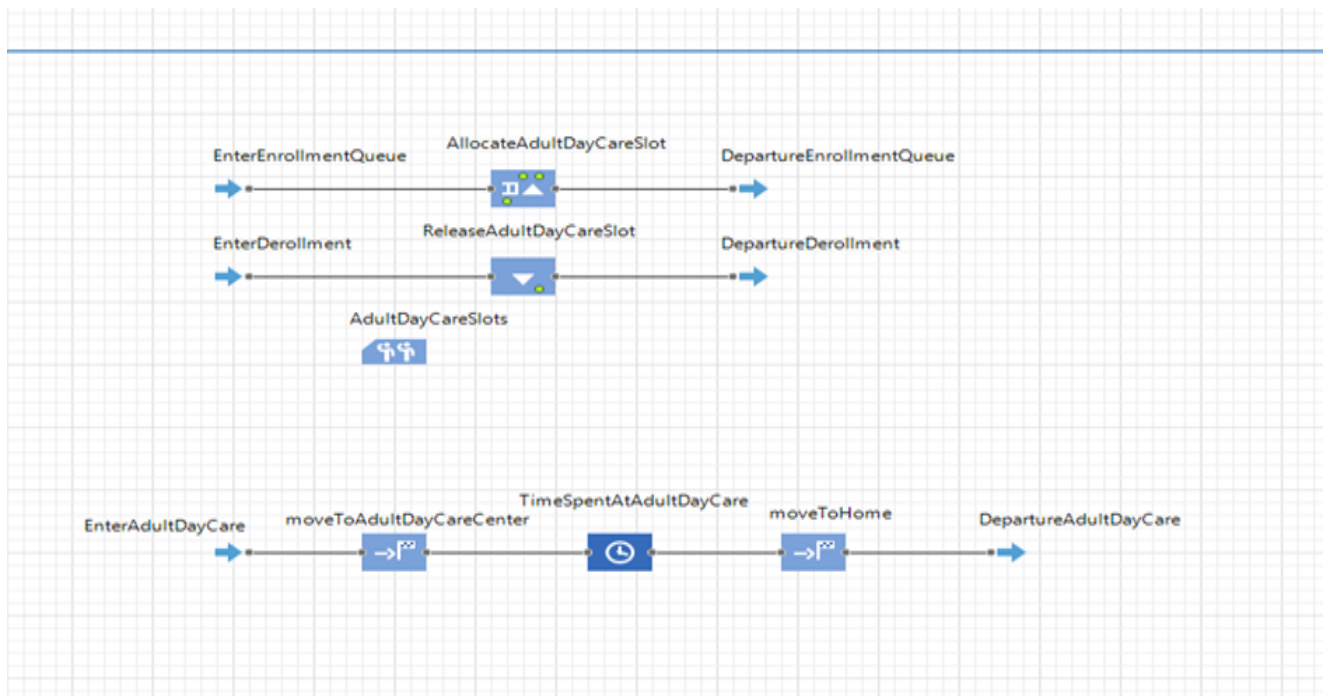 AllocateAdultDayCareSlot
EnterEnrollmentQueue
DepartureEnrollmentQueue
ReleaseAdultDayCareSlot
EnterDerollment
DepartureDerollment
AdultDayCareSlots
TimeSpentAtAdultDayCare
EnterAdultDayCare
moveToAdultDayCareCenter
moveToHome
DepartureAdultDayCare